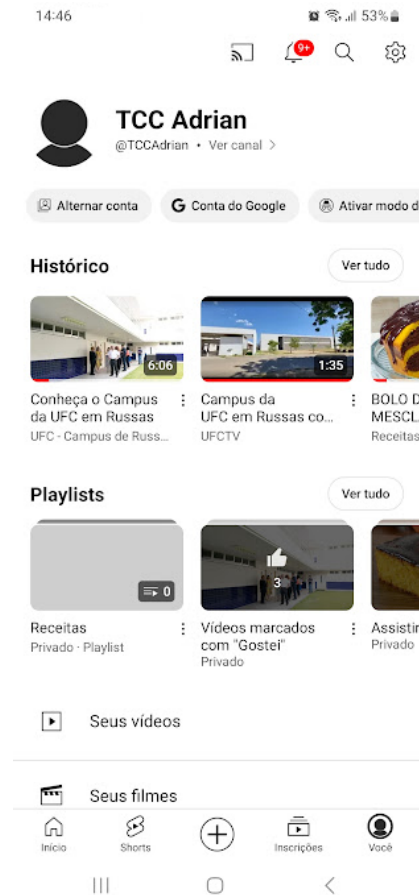 14:46
53%
9+
TCC Adrian
@TCCAdrian • Ver canal >
Alternar conta
G Conta do Google
Ativar modo d
Histórico
Ver tudo
6:06
1:35
Conheça o Campus
da UFC em Russas
UFC - Campus de Russ...
Campus da
UFC em Russas co...
UFCTV
BOLO D
MESCL
Receitas
Playlists
Ver tudo
0
3
Receitas
Privado · Playlist
Vídeos marcados
com "Gostei"
Privado
Assistir
Privado
Seus vídeos
Seus filmes
Início
Shorts
Inscrições
Você